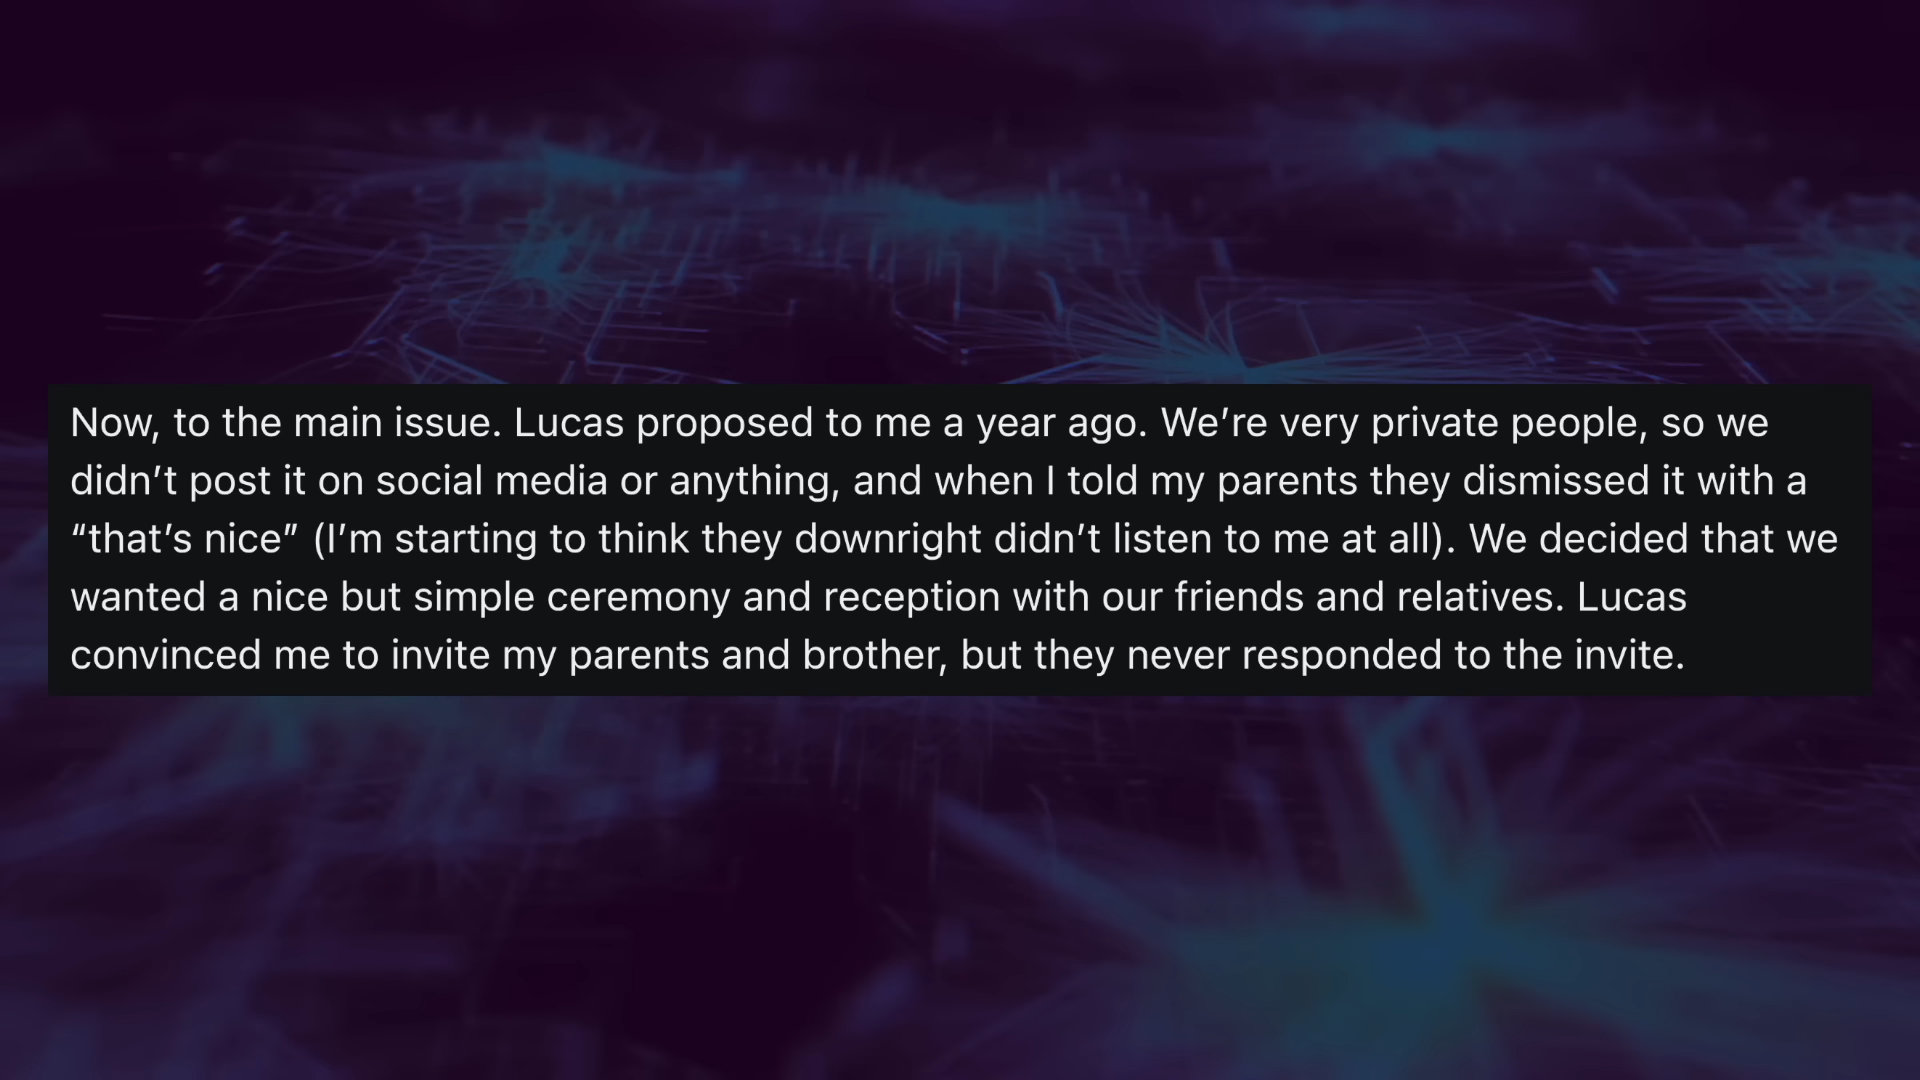 Now, to the main issue. Lucas proposed to me a year ago. We’re very private people, so we
didn’t post it on social media or anything, and when I told my parents they dismissed it with a
“that’s nice” (I’m starting to think they downright didn’t listen to me at all). We decided that we
wanted a nice but simple ceremony and reception with our friends and relatives. Lucas
convinced me to invite my parents and brother, but they never responded to the invite.